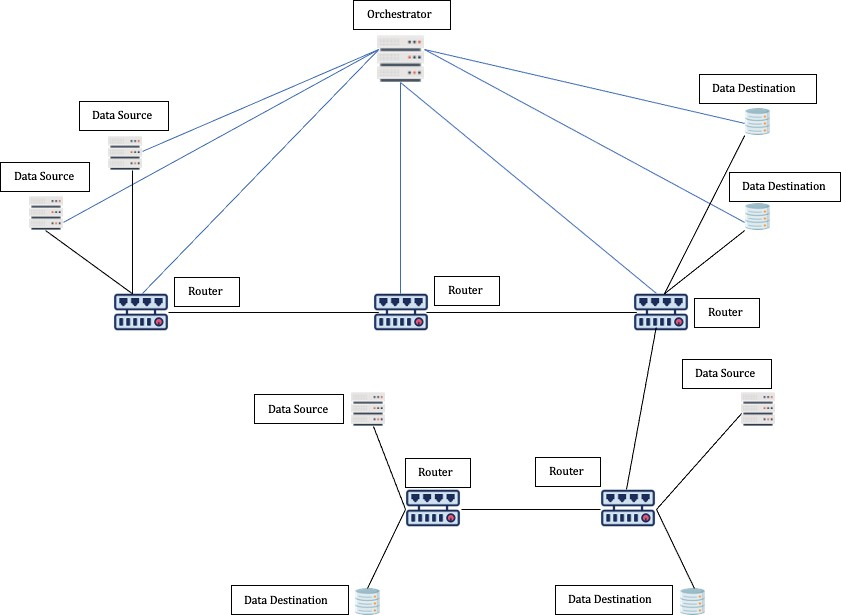 Orchestrator
Data Destination
Data Source
Data Source
Data Destination
Router
Router
Router
Data Source
Data Source
Router
Router
Data Destination
Data Destination